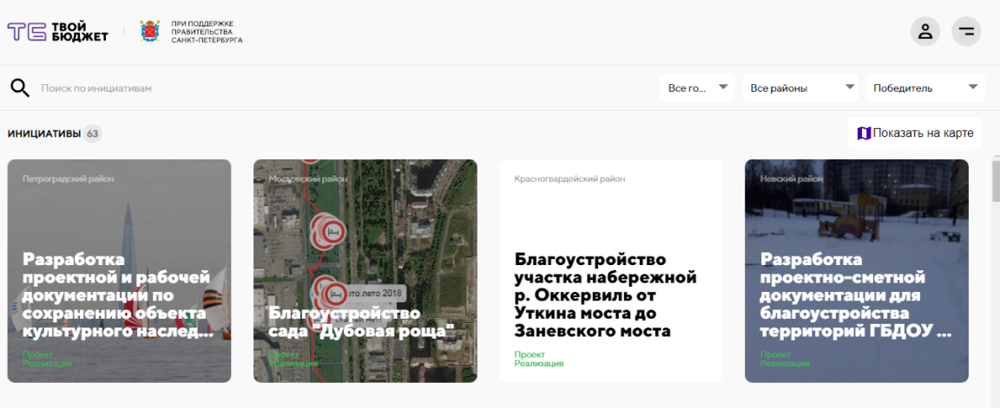 ТБ ТВОЙ
БЮДЖЕТ
ПРИ ПОДДЕРЖКЕ
ПРАВИТЕЛЬСТВА
САНКТ-ПЕТЕРБУРГА
Поиск по инициативам
Все го...
Все районы
Победитель
ИНИЦИАТИВЫ 63
Показать на карте
Петроградский район
Разработка
проектной и рабочей
документации по
сохранению объекта
культурного наслед...
Проект
Реализация
Московский район
это лето 2018
Благоустройство
сада "Дубовая роща"
Проект
Реализация
Красногвардейский район
Благоустройство
участка набережной
р. Оккервиль от
Уткина моста до
Заневского моста
Проект
Реализация
Невский район
Разработка
проектно-сметной
документации для
благоустройства
территорий ГБДОУ ...
Проект
Реализация